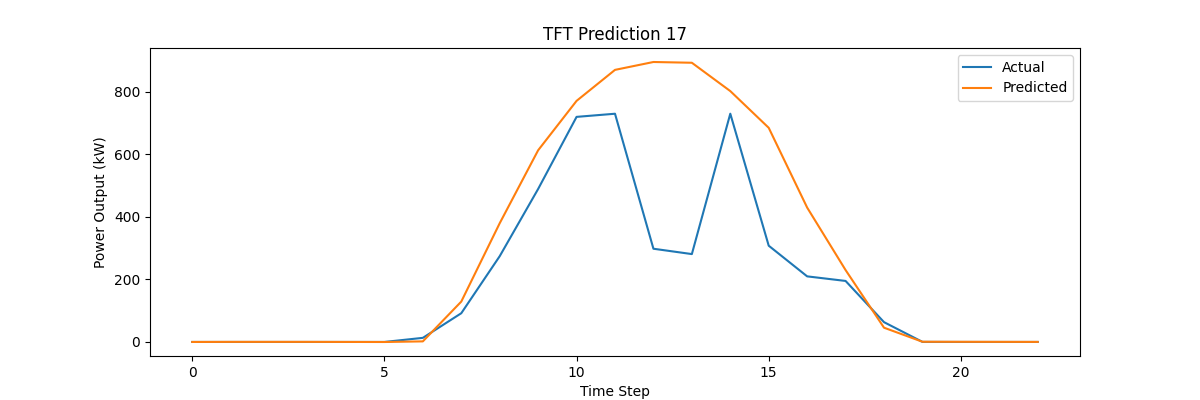 TFT Prediction 17
Actual
Predicted
Power Output (kW)
800
600
400
200
0
0 5 10 15 20
Time Step